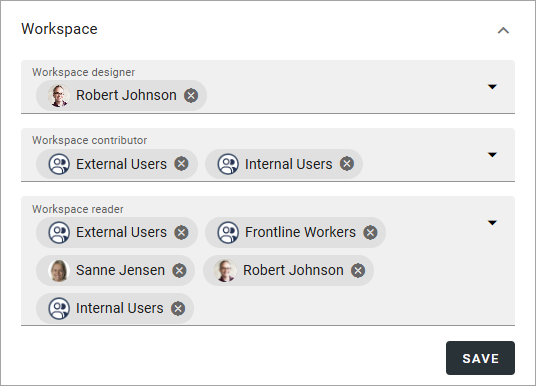 Workspace
Workspace designer
Robert Johnson
Workspace contributor
External Users Internal Users
Workspace reader
External Users Frontline Workers
Sanne Jensen Robert Johnson
Internal Users
SAVE